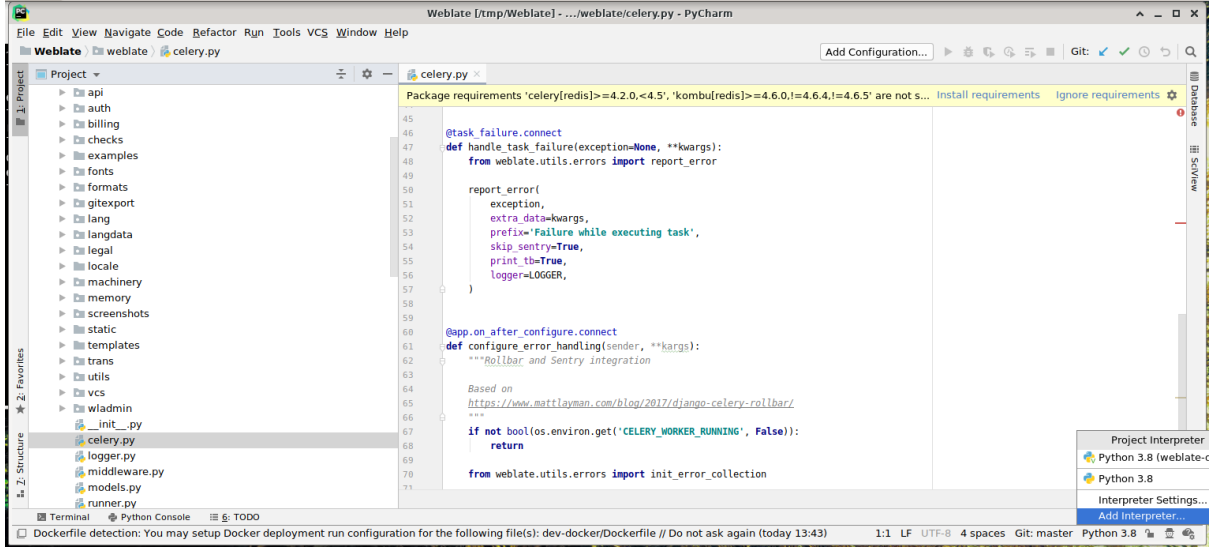 PC Weblate [/tmp/Weblate] - .../weblate/celery.py - PyCharm
File Edit View Navigate Code Refactor Run Tools VCS Window Help
Weblate weblate celery.py Add Configuration... Git:
1: Project
Project
api
auth
billing
checks
examples
fonts
formats
gitexport
lang
langdata
legal
locale
machinery
memory
screenshots
static
templates
trans
utils
vcs
wladmin
__init__.py
celery.py
logger.py
middleware.py
models.py
runner.py
2: Favorites
7: Structure
celery.py
Package requirements 'celery[redis]>=4.2.0,<4.5', 'kombu[redis]>=4.6.0,!=4.6.4,!=4.6.5' are not s... Install requirements Ignore requirements
45
46 @task_failure.connect
47 def handle_task_failure(exception=None, **kwargs):
48 from weblate.utils.errors import report_error
49
50 report_error(
51 exception,
52 extra_data=kwargs,
53 prefix='Failure while executing task',
54 skip_sentry=True,
55 print_tb=True,
56 logger=LOGGER,
57 )
58
59
60 @app.on_after_configure.connect
61 def configure_error_handling(sender, **kargs):
62 """Rollbar and Sentry integration
63
64 Based on
65 https://www.mattlayman.com/blog/2017/django-celery-rollbar/
66 """
67 if not bool(os.environ.get('CELERY_WORKER_RUNNING', False)):
68 return
69
70 from weblate.utils.errors import init_error_collection
71
Database
SciView
Project Interpreter
Python 3.8 (weblate-d
Python 3.8
Interpreter Settings...
Add Interpreter...
Terminal Python Console 6: TODO
Dockerfile detection: You may setup Docker deployment run configuration for the following file(s): dev-docker/Dockerfile // Do not ask again (today 13:43) 1:1 LF UTF-8 4 spaces Git: master Python 3.8